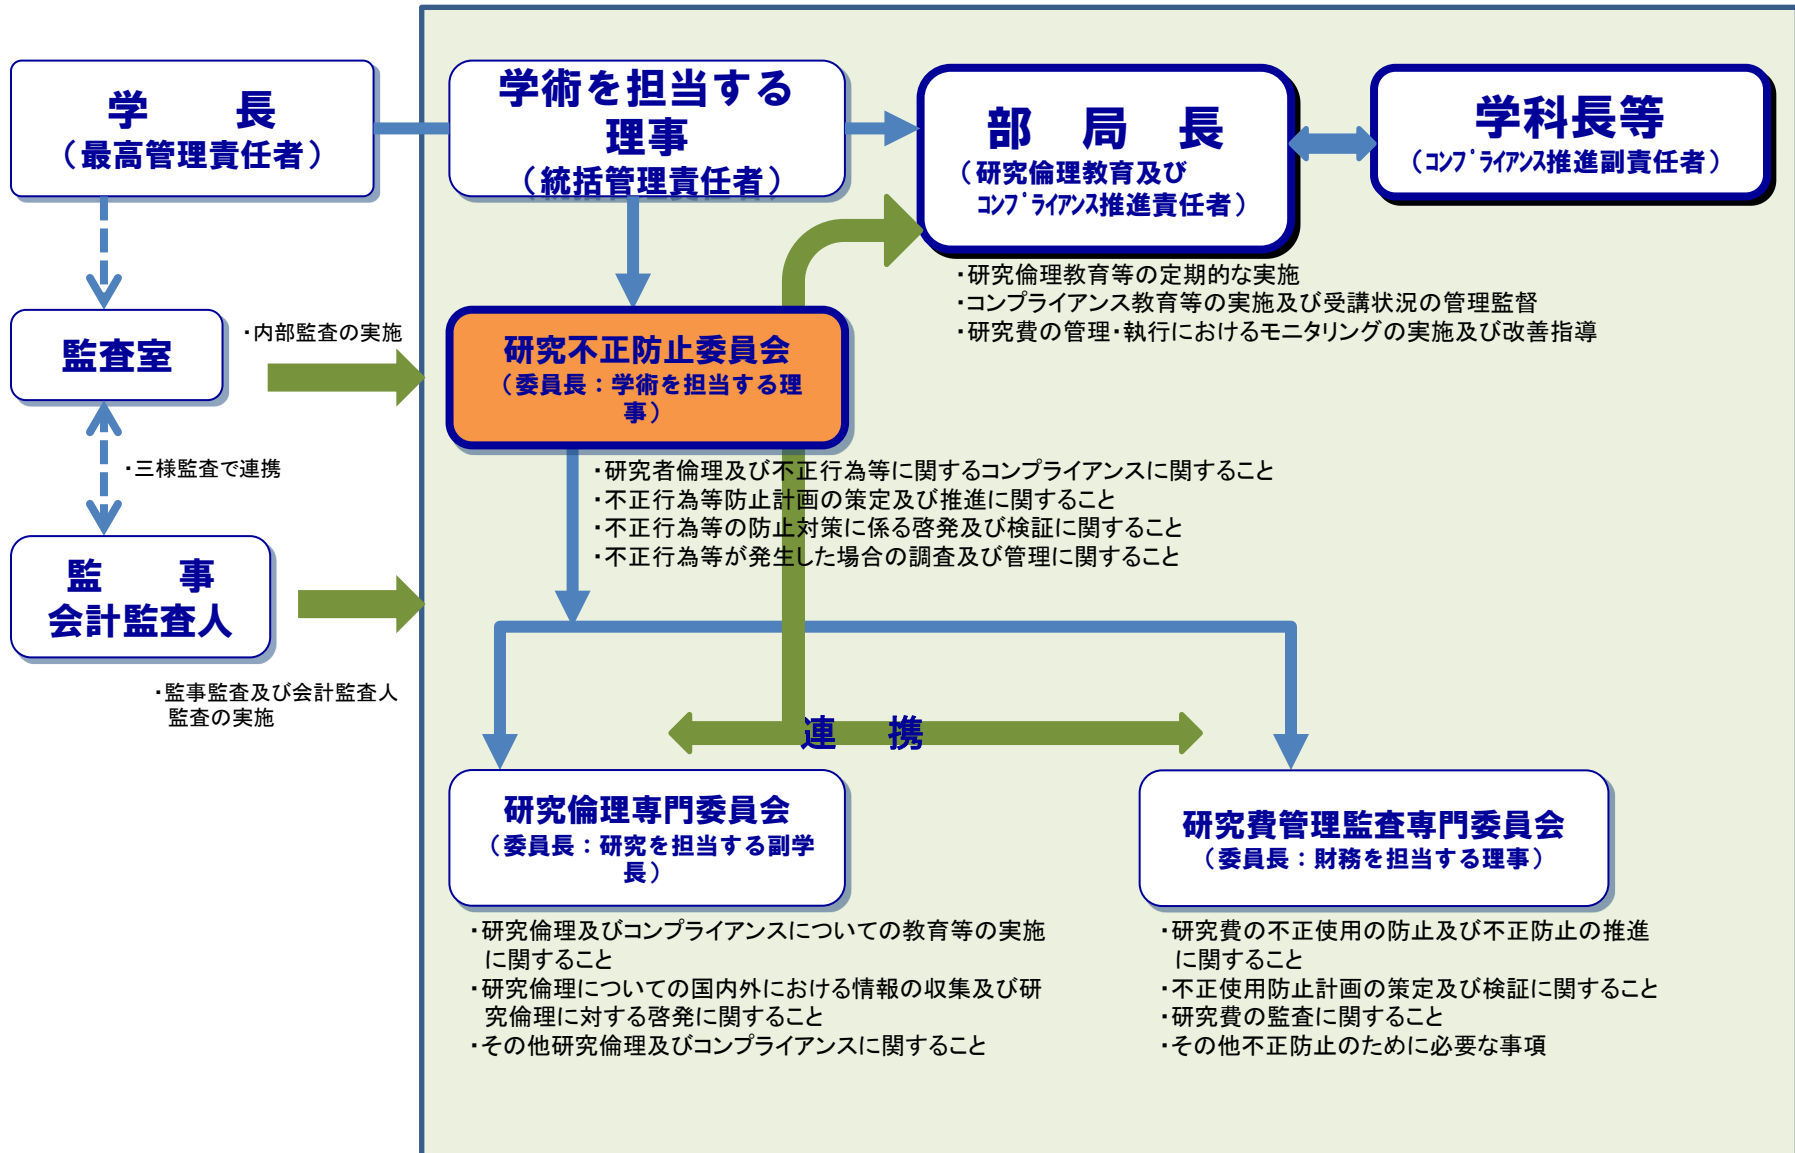 学　長
（最高管理責任者）
学術を担当する
理事
（統括管理責任者）
部　局　長
（研究倫理教育及び
コンプライアンス推進責任者）
学科長等
（コンプライアンス推進副責任者）
・研究倫理教育等の定期的な実施
・コンプライアンス教育等の実施及び受講状況の管理監督
・研究費の管理・執行におけるモニタリングの実施及び改善指導
監査室
・内部監査の実施
研究不正防止委員会
（委員長：学術を担当する理
事）
・三様監査で連携
・研究者倫理及び不正行為等に関するコンプライアンスに関すること
・不正行為等防止計画の策定及び推進に関すること
・不正行為等の防止対策に係る啓発及び検証に関すること
・不正行為等が発生した場合の調査及び管理に関すること
監　事
会計監査人
・監事監査及び会計監査人
監査の実施
連　携
研究倫理専門委員会
（委員長：研究を担当する副学
長）
・研究倫理及びコンプライアンスについての教育等の実施
に関すること
・研究倫理についての国内外における情報の収集及び研
究倫理に対する啓発に関すること
・その他研究倫理及びコンプライアンスに関すること
研究費管理監査専門委員会
（委員長：財務を担当する理事）
・研究費の不正使用の防止及び不正防止の推進
に関すること
・不正使用防止計画の策定及び検証に関すること
・研究費の監査に関すること
・その他不正防止のために必要な事項